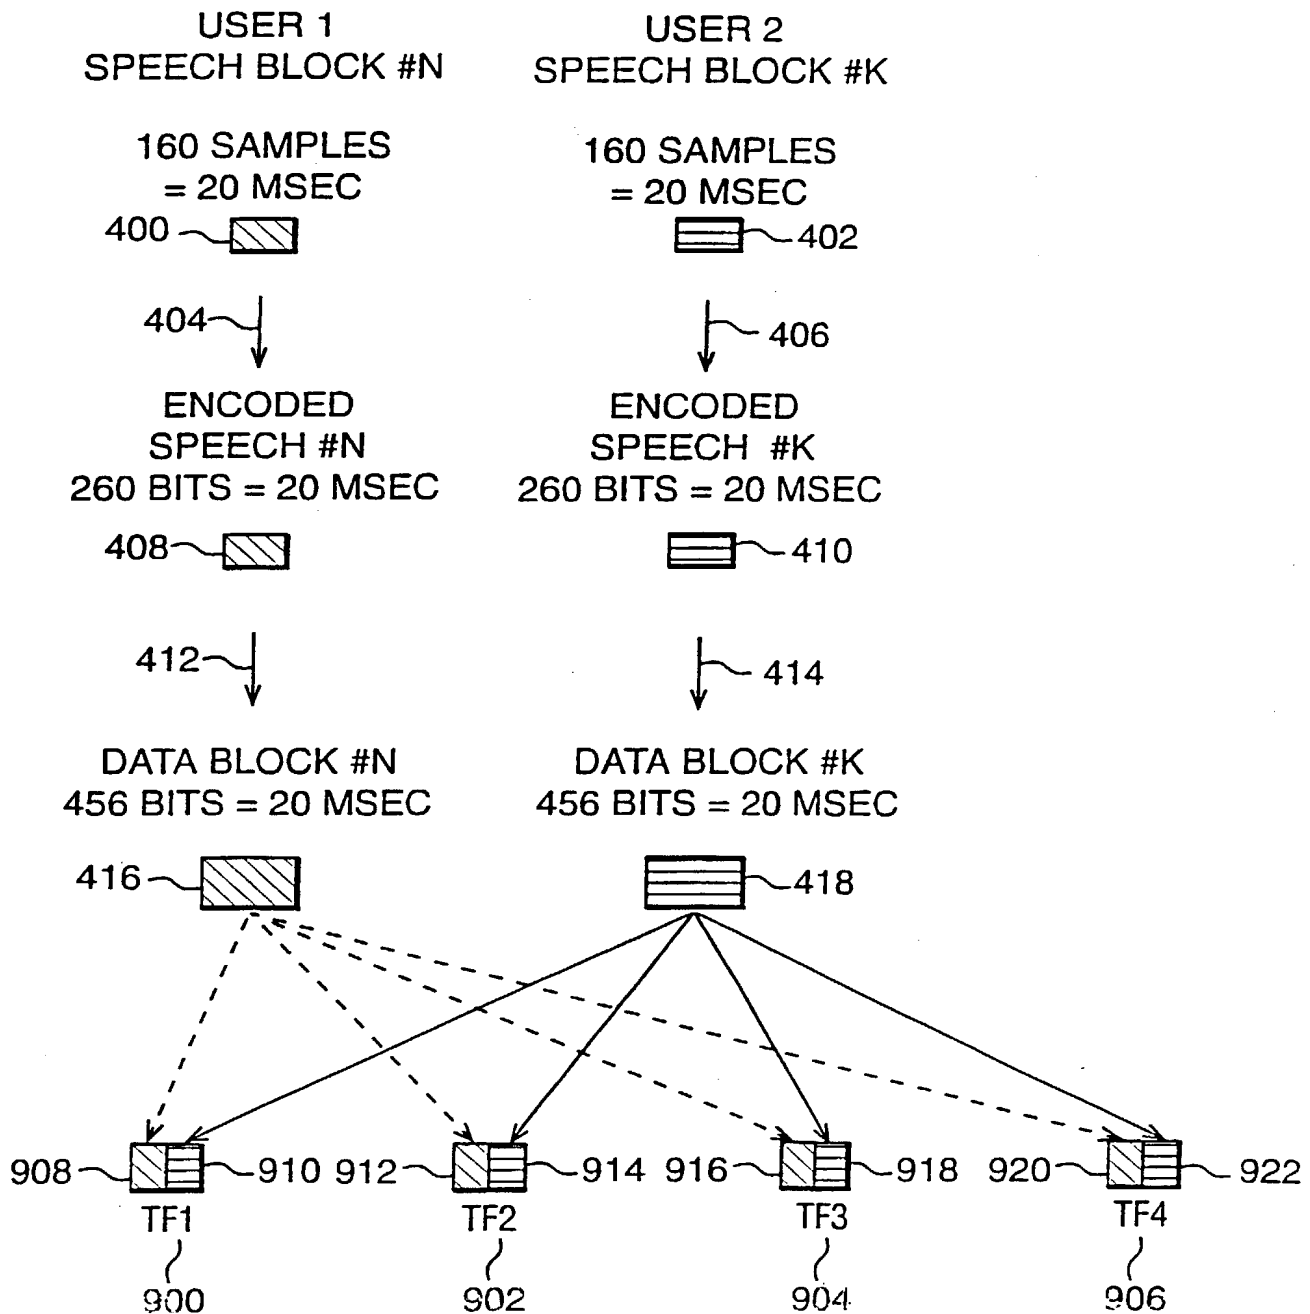 USER 1
SPEECH BLOCK #N
USER 2
SPEECH BLOCK #K
160 SAMPLES
= 20 MSEC
160 SAMPLES
= 20 MSEC
400
402
404
406
ENCODED
SPEECH #N
260 BITS = 20 MSEC
ENCODED
SPEECH #K
260 BITS = 20 MSEC
408
410
412
414
DATA BLOCK #N
456 BITS = 20 MSEC
DATA BLOCK #K
456 BITS = 20 MSEC
416
418
908
910
912
914
916
918
920
922
TF1
TF2
TF3
TF4
900
902
904
906